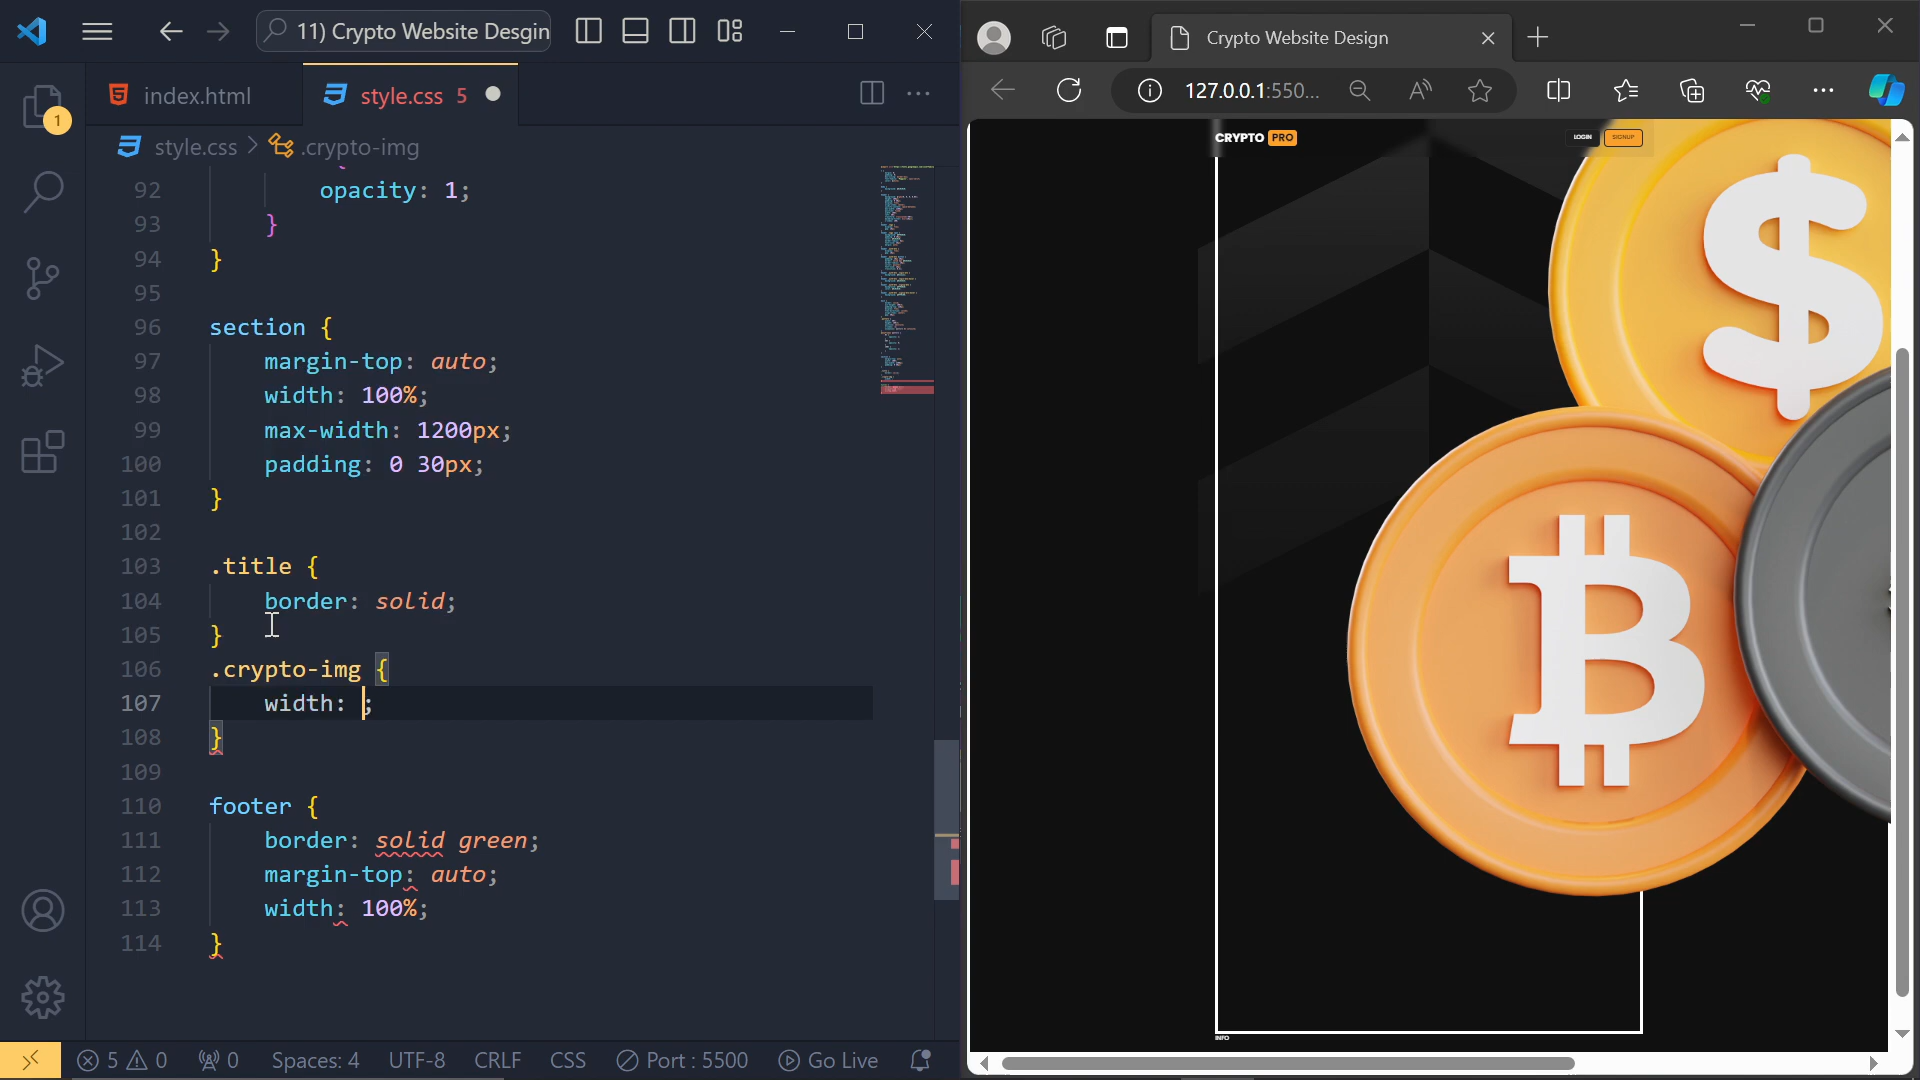 11) Crypto Website Desgin
index.html
style.css 5
1
style.css > .crypto-img
92 opacity: 1;
93 }
94 }
95
96 section {
97 margin-top: auto;
98 width: 100%;
99 max-width: 1200px;
100 padding: 0 30px;
101 }
102
103 .title {
104 border: solid;
105 }
106 .crypto-img {
107 width: ;
108 }
109
110 footer {
111 border: solid green;
112 margin-top: auto;
113 width: 100%;
114 }
5 0 0 Spaces: 4 UTF-8 CRLF CSS Port : 5500 Go Live
Crypto Website Design
127.0.0.1:550...
CRYPTO PRO
LOGIN
SIGNUP
$
B
INFO